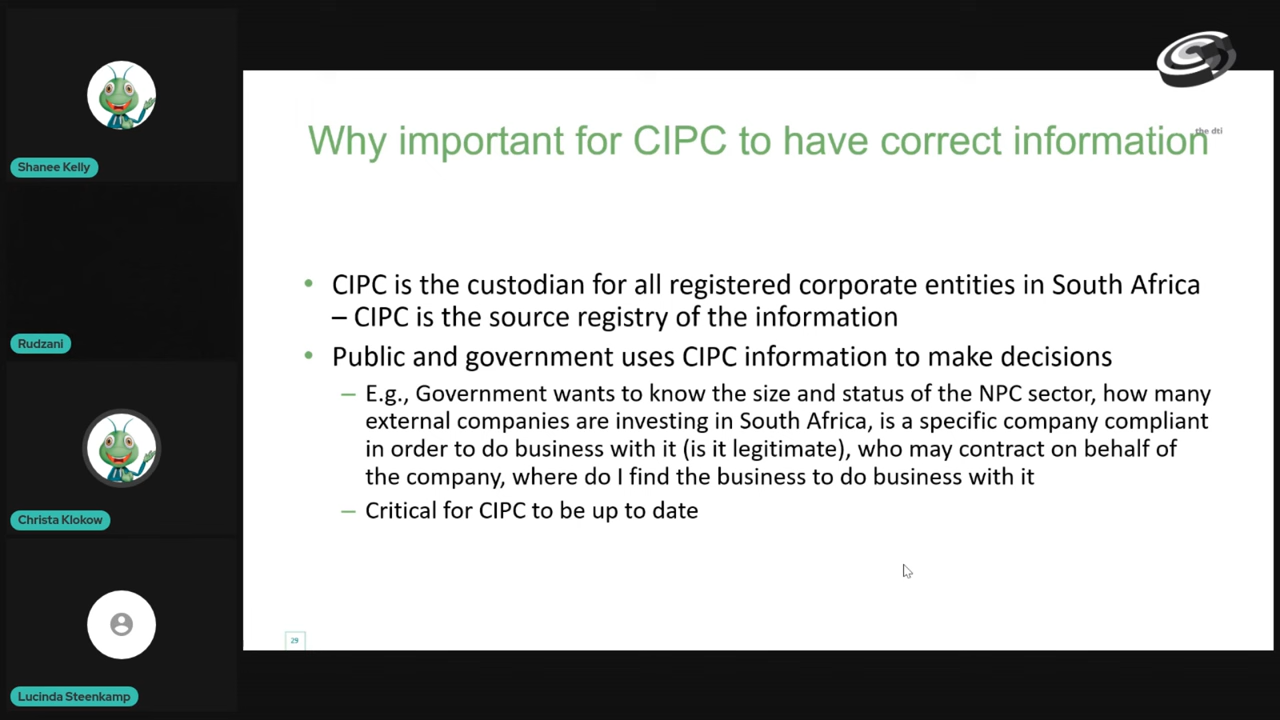 Shanee Kelly
Rudzani
Christa Klokow
Lucinda Steenkamp
the dti
Why important for CIPC to have correct information
• CIPC is the custodian for all registered corporate entities in South Africa
– CIPC is the source registry of the information
• Public and government uses CIPC information to make decisions
– E.g., Government wants to know the size and status of the NPC sector, how many
external companies are investing in South Africa, is a specific company compliant
in order to do business with it (is it legitimate), who may contract on behalf of
the company, where do I find the business to do business with it
– Critical for CIPC to be up to date
29